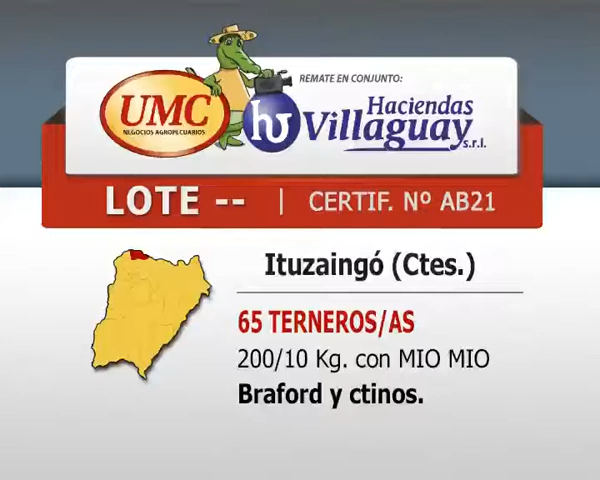 REMATE EN CONJUNTO:
UMC
NEGOCIOS AGROPECUARIOS
hv Haciendas
Villaguay s.r.l.
LOTE -- | CERTIF. Nº AB21
Ituzaingó (Ctes.)
65 TERNEROS/AS
200/10 Kg. con MIO MIO
Braford y ctinos.